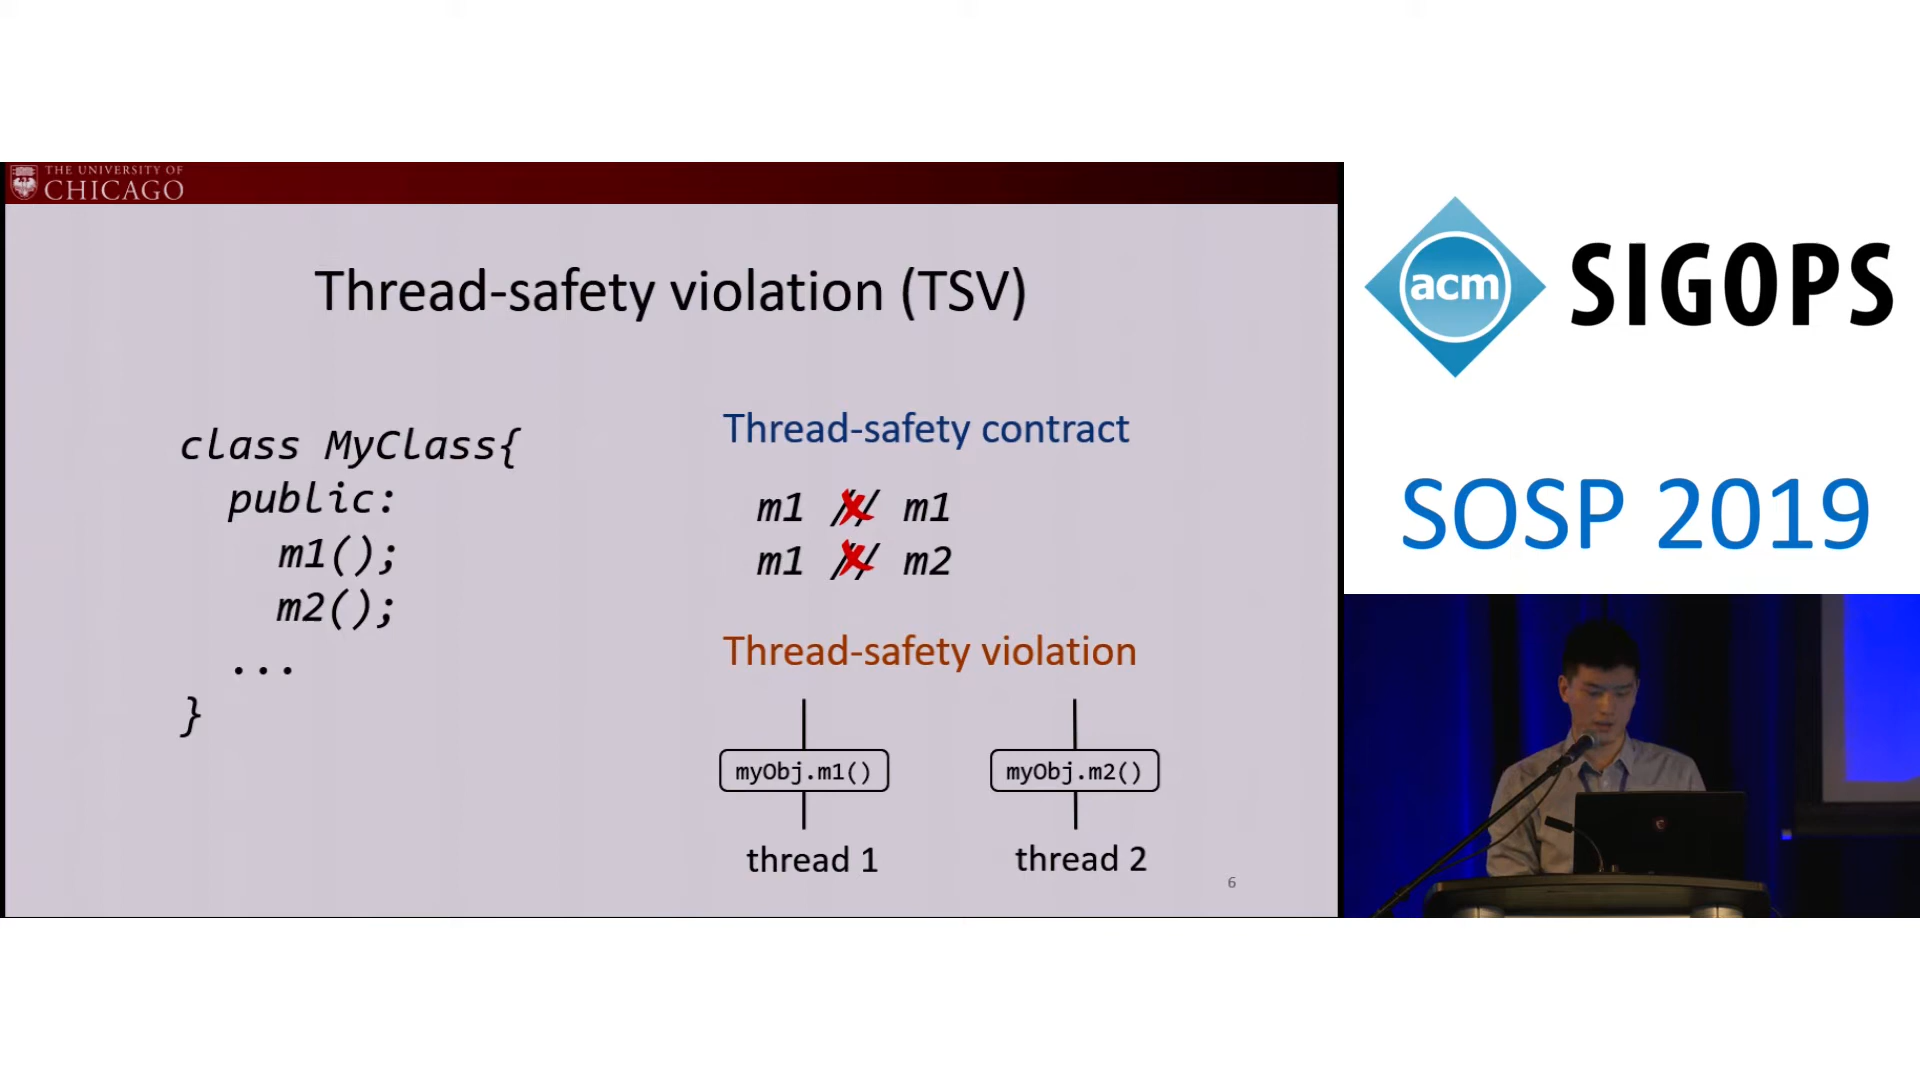 THE UNIVERSITY OF
CHICAGO
Thread-safety violation (TSV)
class MyClass{
public:
m1();
m2();
...
}
Thread-safety contract
m1 // m1
m1 // m2
Thread-safety violation
myObj.m1()
myObj.m2()
thread 1
thread 2
6
acm
SIGOPS
SOSP 2019